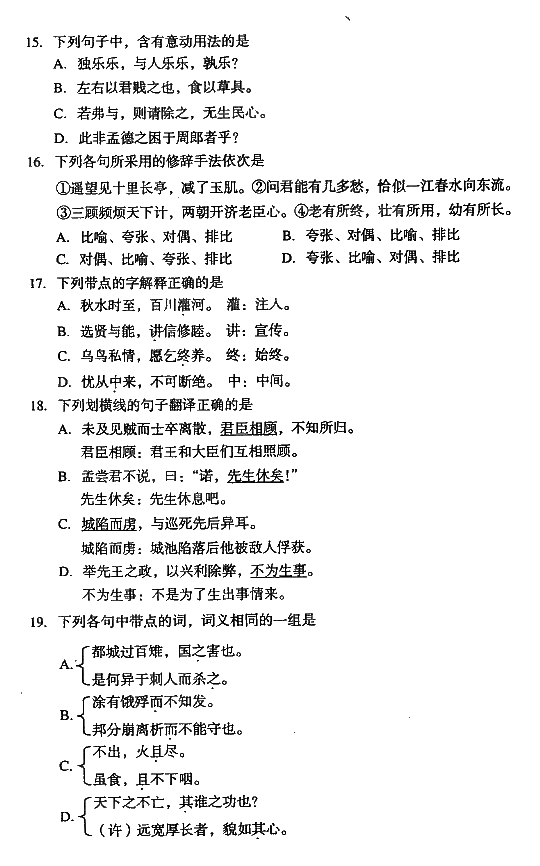 15. 下列句子中，含有意动用法的是
A. 独乐乐，与人乐乐，孰乐？
B. 左右以君贱之也，食以草具。
C. 若弗与，则请除之，无生民心。
D. 此非孟德之困于周郎者乎？
16. 下列各句所采用的修辞手法依次是
①遥望见十里长亭，减了玉肌。②问君能有几多愁，恰似一江春水向东流。
③三顾频烦天下计，两朝开济老臣心。④老有所终，壮有所用，幼有所长。
A. 比喻、夸张、对偶、排比 B. 夸张、对偶、比喻、排比
C. 对偶、比喻、夸张、排比 D. 夸张、比喻、对偶、排比
17. 下列带点的字解释正确的是
A. 秋水时至，百川灌河。 灌：注入。
B. 选贤与能，讲信修睦。 讲：宣传。
C. 乌鸟私情，愿乞终养。 终：始终。
D. 忧从中来，不可断绝。 中：中间。
18. 下列划横线的句子翻译正确的是
A. 未及见贼而士卒离散，君臣相顾，不知所归。
君臣相顾：君王和大臣们互相照顾。
B. 孟尝君不说，曰：“诺，先生休矣！”
先生休矣：先生休息吧。
C. 城陷而虏，与巡死先后异耳。
城陷而虏：城池陷落后他被敌人俘获。
D. 举先王之政，以兴利除弊，不为生事。
不为生事：不是为了生出事情来。
19. 下列各句中带点的词，词义相同的一组是
A. 都城过百雉，国之害也。
是何异于刺人而杀之。
B. 涂有饿殍而不知发。
邦分崩离析而不能守也。
C. 不出，火且尽。
虽食，且不下咽。
D. 天下之不亡，其谁之功也？
（许）远宽厚长者，貌如其心。